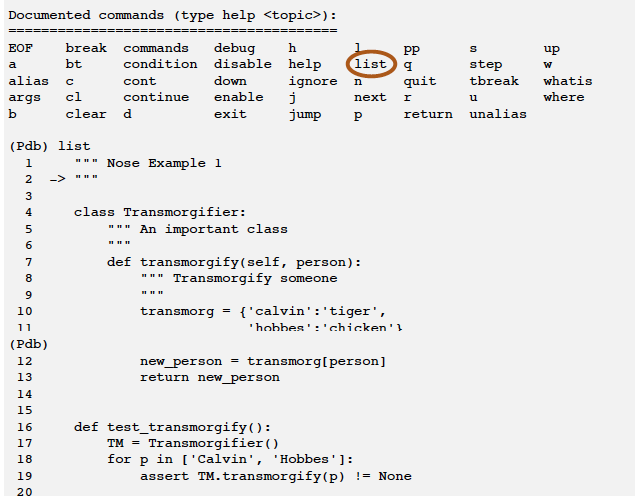 Documented commands (type help <topic>):
========================================
EOF    break  commands   debug    h       l     pp      s         up
a      bt     condition  disable  help    list  q       step      w
alias  c      cont       down     ignore  n     quit    tbreak    whatis
args   cl     continue   enable   j       next  r       u         where
b      clear  d          exit     jump    p     return  unalias
(Pdb) list
  1     """ Nose Example 1
  2  -> """
  3
  4     class Transmorgifier:
  5         """ An important class
  6         """
  7         def transmorgify(self, person):
  8             """ Transmorgify someone
  9             """
 10             transmorg = {'calvin':'tiger',
 11                          'hobbes':'chicken'}
(Pdb)
 12             new_person = transmorg[person]
 13             return new_person
 14
 15
 16     def test_transmorgify():
 17         TM = Transmorgifier()
 18         for p in ['Calvin', 'Hobbes']:
 19             assert TM.transmorgify(p) != None
 20